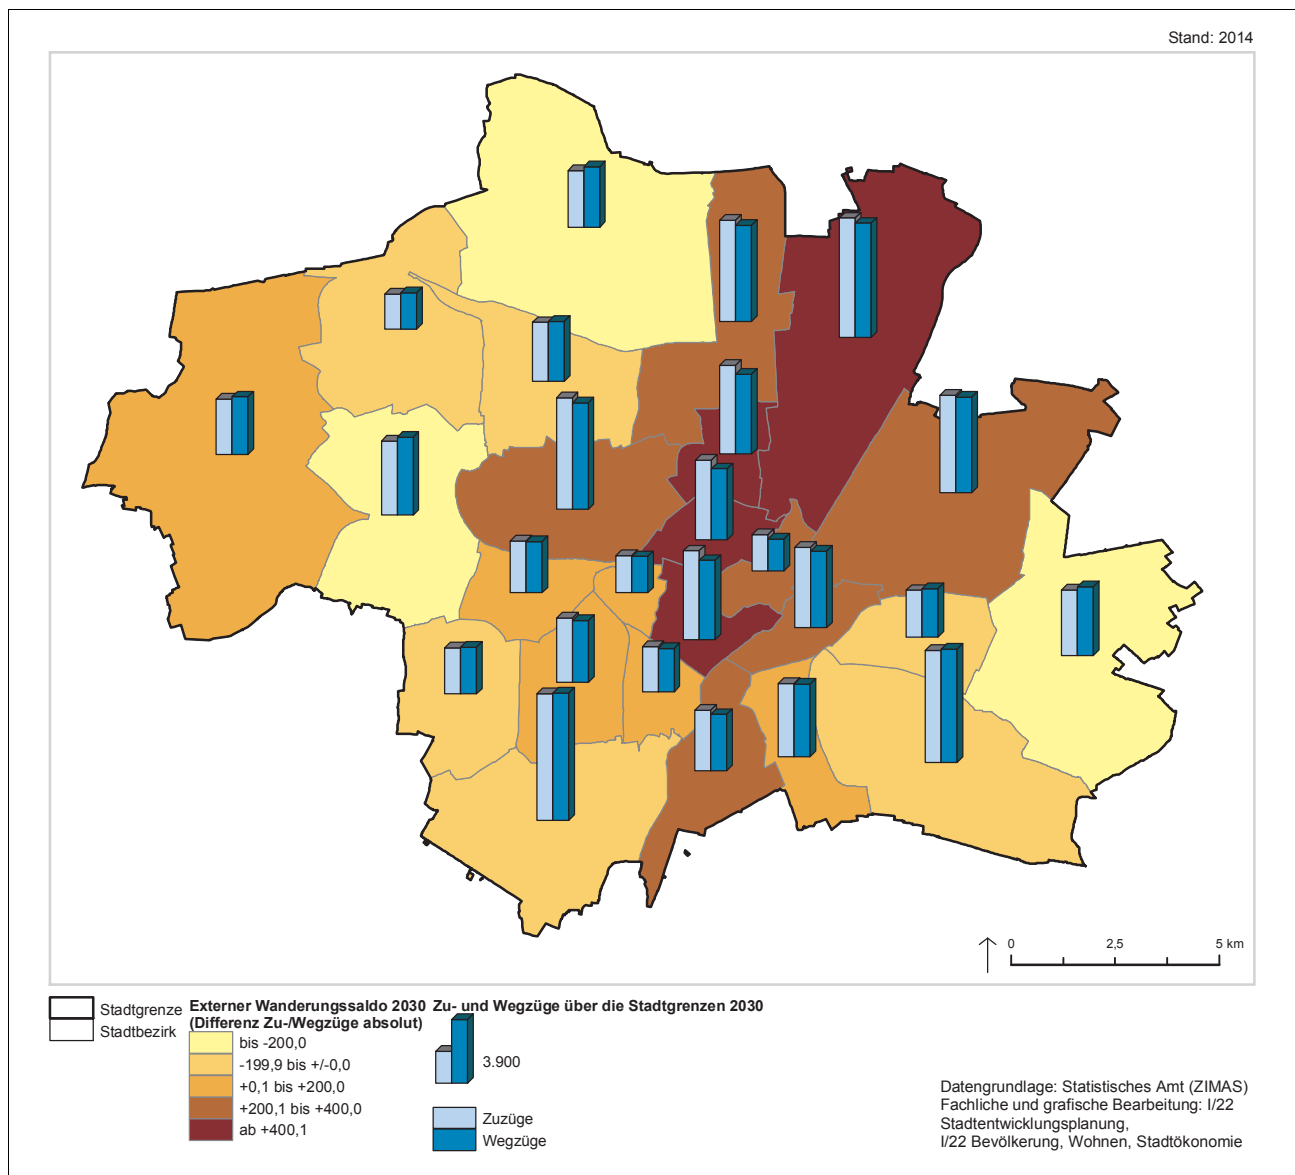 Stand: 2014
0 2,5 5 km
Stadtgrenze
Stadtbezirk
Externer Wanderungssaldo 2030
(Differenz Zu-/Wegzüge absolut)
bis -200,0
-199,9 bis +/-0,0
+0,1 bis +200,0
+200,1 bis +400,0
ab +400,1
Zu- und Wegzüge über die Stadtgrenzen 2030
3.900
Zuzüge
Wegzüge
Datengrundlage: Statistisches Amt (ZIMAS)
Fachliche und grafische Bearbeitung: I/22
Stadtentwicklungsplanung,
I/22 Bevölkerung, Wohnen, Stadtökonomie